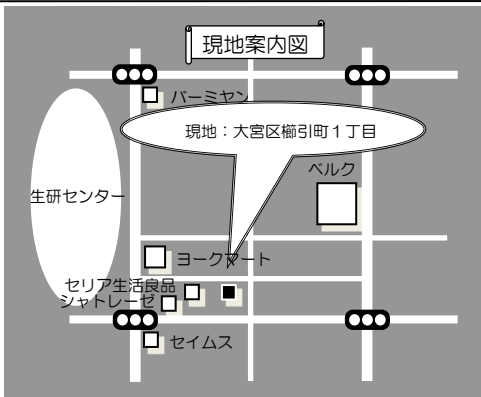 現地案内図
バーミヤン
現地：大宮区櫛引町１丁目
ベルク
生研センター
ヨークマート
セリア生活良品
シャトレーゼ
セイムス